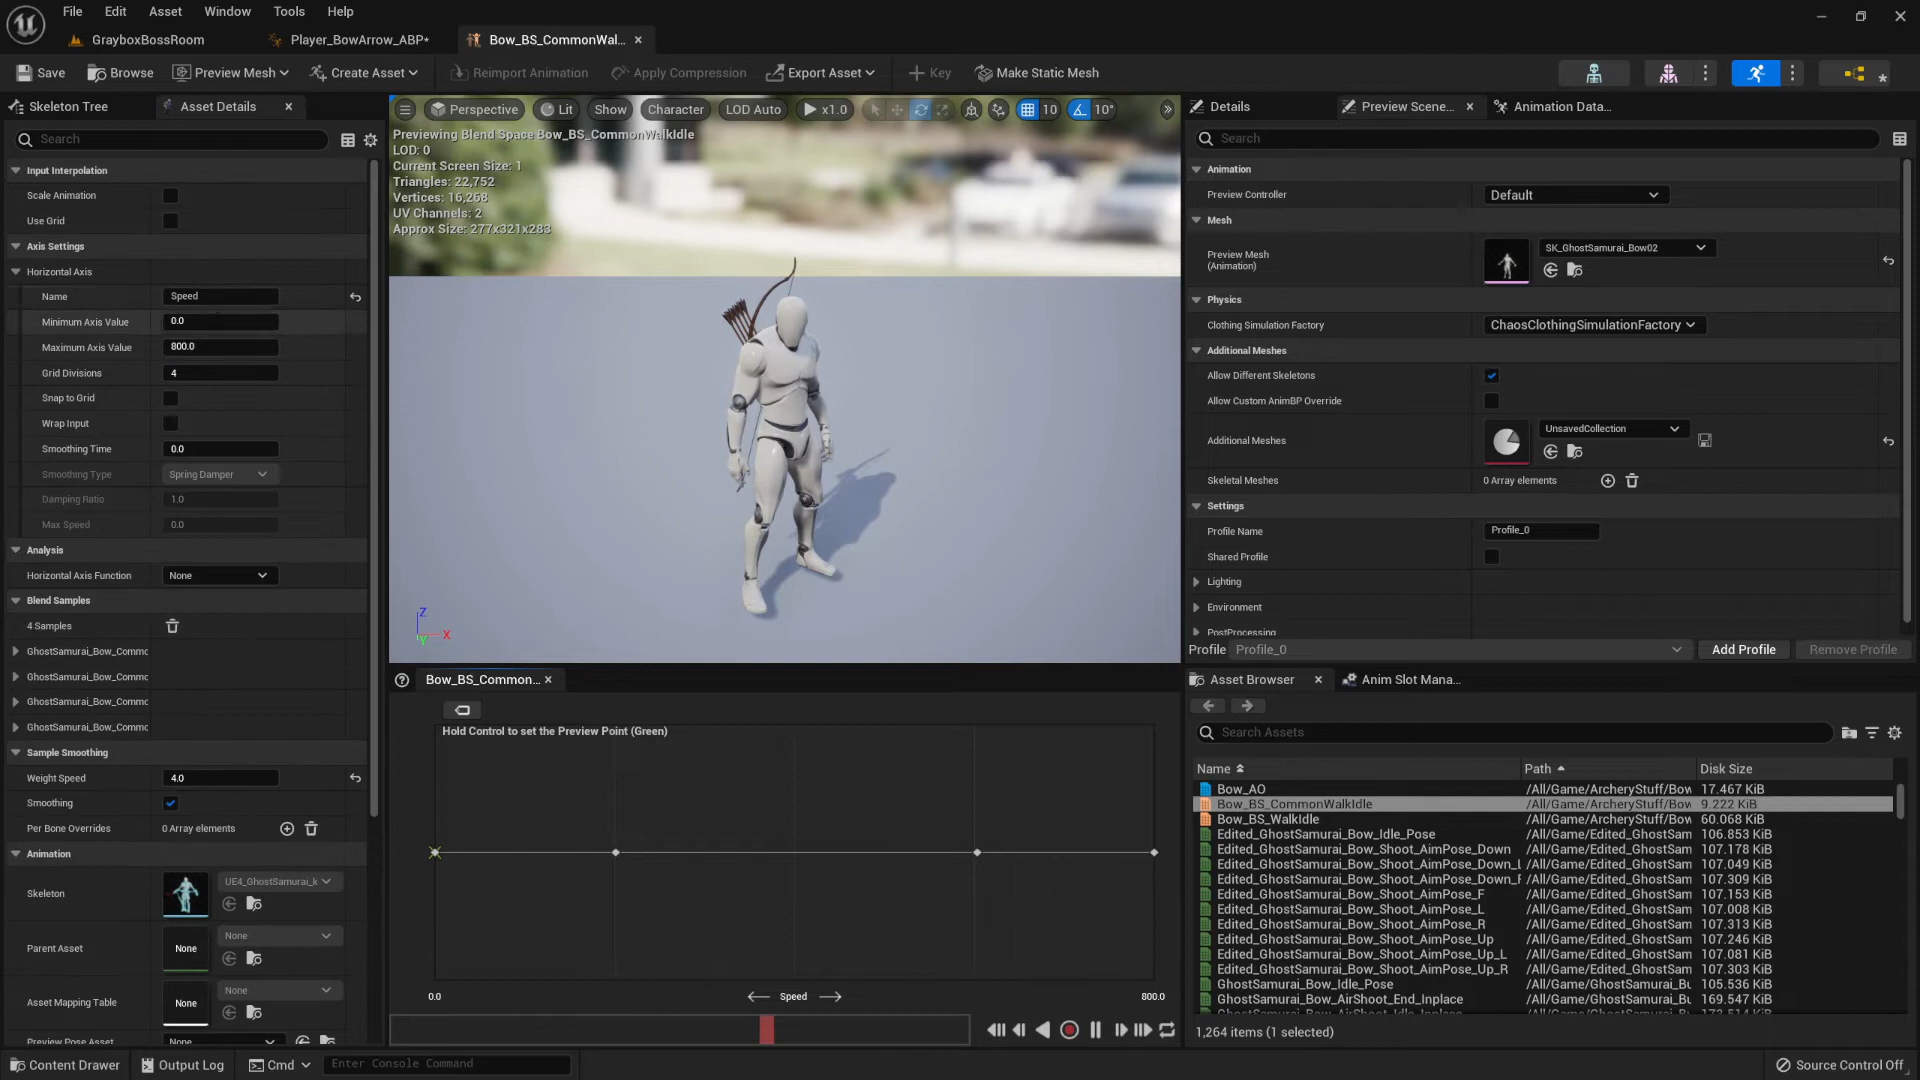 File Edit Asset Window Tools Help
GrayboxBossRoom
Player_BowArrow_ABP*
Bow_BS_CommonWal...
Save
Browse
Preview Mesh
Create Asset
Reimport Animation
Apply Compression
Export Asset
Key
Make Static Mesh
Skeleton Tree
Asset Details
Search
Input Interpolation
Scale Animation
Use Grid
Axis Settings
Horizontal Axis
Name Speed
Minimum Axis Value 0.0
Maximum Axis Value 800.0
Grid Divisions 4
Snap to Grid
Wrap Input
Smoothing Time 0.0
Smoothing Type Spring Damper
Damping Ratio 1.0
Max Speed 0.0
Analysis
Horizontal Axis Function None
Blend Samples
4 Samples
GhostSamurai_Bow_Commo
GhostSamurai_Bow_Commo
GhostSamurai_Bow_Commo
GhostSamurai_Bow_Commo
Sample Smoothing
Weight Speed 4.0
Smoothing
Per Bone Overrides 0 Array elements
Animation
Skeleton UE4_GhostSamurai_k
Parent Asset None None
Asset Mapping Table None None
Preview Pose Asset None
Perspective Lit Show Character LOD Auto x1.0 10 10°
Previewing Blend Space Bow_BS_CommonWalkIdle
LOD: 0
Current Screen Size: 1
Triangles: 22,752
Vertices: 16,268
UV Channels: 2
Approx Size: 277x321x283
Z
X
Y
Bow_BS_Common...
Hold Control to set the Preview Point (Green)
0.0 Speed 800.0
Details
Preview Scene...
Animation Data...
Search
Animation
Preview Controller Default
Mesh
Preview Mesh
(Animation)
SK_GhostSamurai_Bow02
Physics
Clothing Simulation Factory ChaosClothingSimulationFactory
Additional Meshes
Allow Different Skeletons
Allow Custom AnimBP Override
Additional Meshes UnsavedCollection
Skeletal Meshes 0 Array elements
Settings
Profile Name Profile_0
Shared Profile
Lighting
Environment
PostProcessing
Profile Profile_0 Add Profile Remove Profile
Asset Browser
Anim Slot Mana...
Search Assets
Name Path Disk Size
Bow_AO /All/Game/ArcheryStuff/Bow 17.467 KiB
Bow_BS_CommonWalkIdle /All/Game/ArcheryStuff/Bow 9.222 KiB
Bow_BS_WalkIdle /All/Game/ArcheryStuff/Bow 60.068 KiB
Edited_GhostSamurai_Bow_Idle_Pose /All/Game/Edited_GhostSam 106.853 KiB
Edited_GhostSamurai_Bow_Shoot_AimPose_Down /All/Game/Edited_GhostSam 107.178 KiB
Edited_GhostSamurai_Bow_Shoot_AimPose_Down_L /All/Game/Edited_GhostSam 107.049 KiB
Edited_GhostSamurai_Bow_Shoot_AimPose_Down_R /All/Game/Edited_GhostSam 107.309 KiB
Edited_GhostSamurai_Bow_Shoot_AimPose_F /All/Game/Edited_GhostSam 107.153 KiB
Edited_GhostSamurai_Bow_Shoot_AimPose_L /All/Game/Edited_GhostSam 107.008 KiB
Edited_GhostSamurai_Bow_Shoot_AimPose_R /All/Game/Edited_GhostSam 107.313 KiB
Edited_GhostSamurai_Bow_Shoot_AimPose_Up /All/Game/Edited_GhostSam 107.246 KiB
Edited_GhostSamurai_Bow_Shoot_AimPose_Up_L /All/Game/Edited_GhostSam 107.081 KiB
Edited_GhostSamurai_Bow_Shoot_AimPose_Up_R /All/Game/Edited_GhostSam 107.303 KiB
GhostSamurai_Bow_Idle_Pose /All/Game/GhostSamurai_Bu 105.536 KiB
GhostSamurai_Bow_AirShoot_End_Inplace /All/Game/GhostSamurai_Bu 169.547 KiB
1,264 items (1 selected)
Content Drawer
Output Log
Cmd
Enter Console Command
Source Control Off